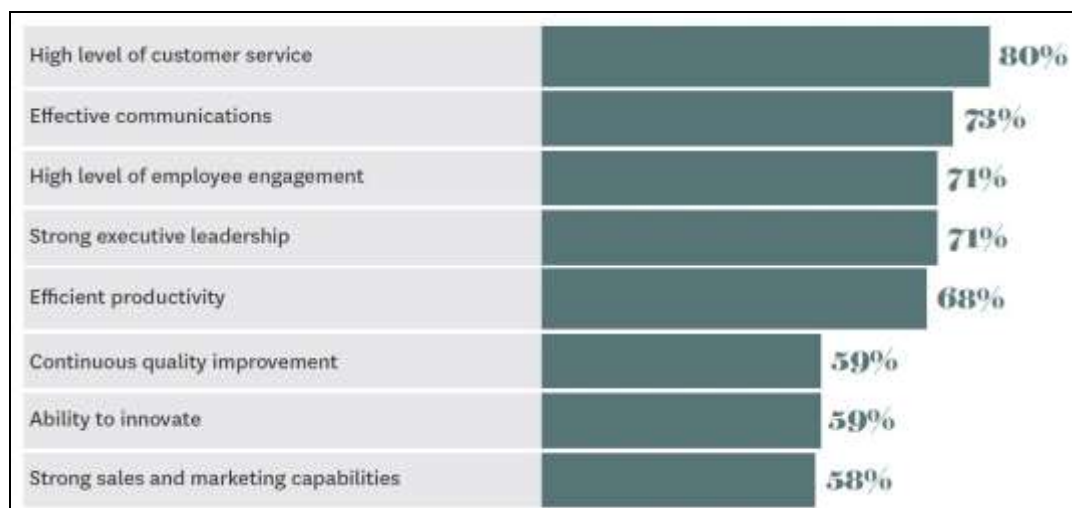 High level of customer service 80%
Effective communications 73%
High level of employee engagement 71%
Strong executive leadership 71%
Efficient productivity 68%
Continuous quality improvement 59%
Ability to innovate 59%
Strong sales and marketing capabilities 58%